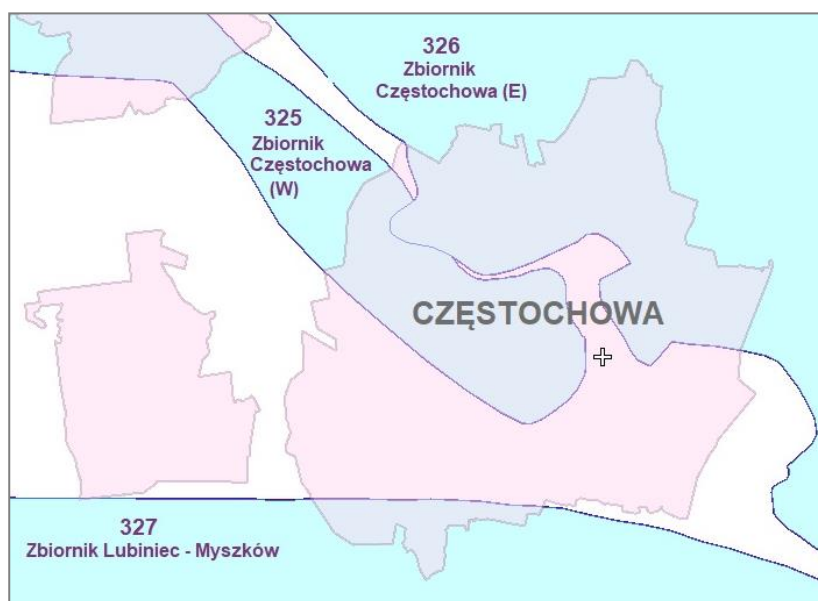 326
Zbiornik
Częstochowa (E)
325
Zbiornik
Częstochowa
(W)
CZĘSTOCHOWA
327
Zbiornik Lubiniec - Myszków